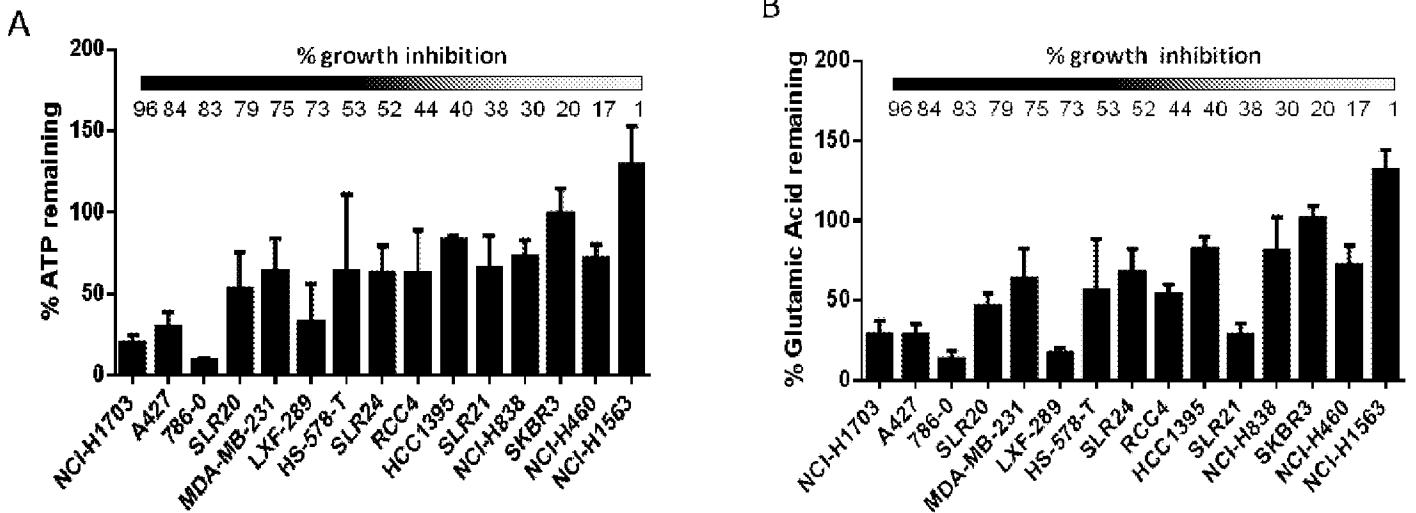 A
% growth inhibition
96 84 83 79 75 73 53 52 44 40 38 30 20 17 1
% ATP remaining
200
150
100
50
0
NCI-H1703
A427
786-0
SLR20
MDA-MB-231
LXF-289
HS-578-T
SLR24
RCC4
HCC1395
SLR21
NCI-H838
SKBR3
NCI-H460
NCI-H1563
B
% growth inhibition
96 84 83 79 75 73 53 52 44 40 38 30 20 17 1
% Glutamic Acid remaining
200
150
100
50
0
NCI-H1703
A427
786-0
SLR20
MDA-MB-231
LXF-289
HS-578-T
SLR24
RCC4
HCC1395
SLR21
NCI-H838
SKBR3
NCI-H460
NCI-H1563